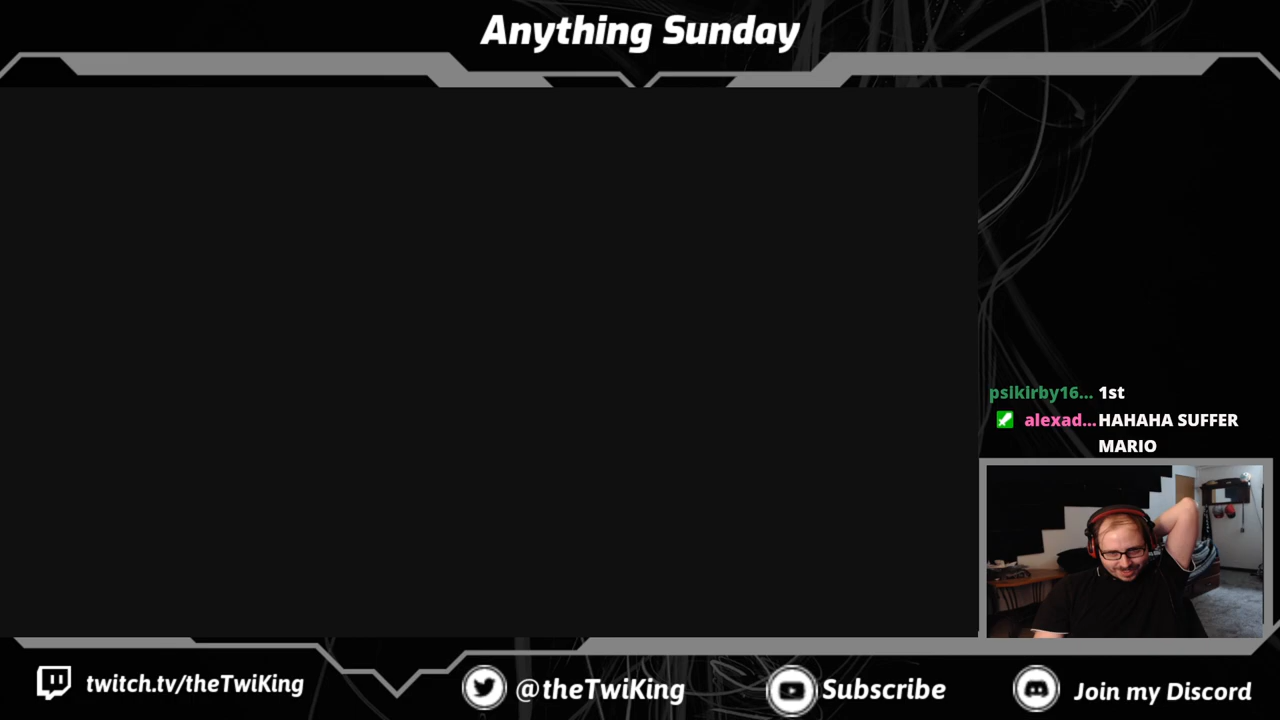 Anything Sunday
psikirby16... 1st
alexad... HAHAHA SUFFER
MARIO
twitch.tv/theTwiKing
@theTwiKing
Subscribe
Join my Discord